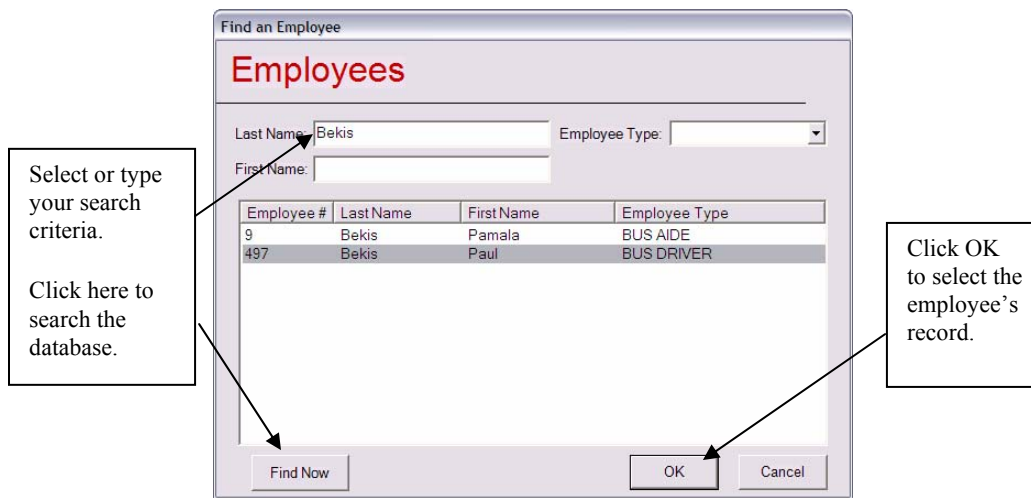 Find an Employee
Employees
Last Name: Bekis Employee Type:
First Name:
Select or type
your search
criteria.
Click here to
search the
database.
Employee # Last Name First Name Employee Type
9 Bekis Pamala BUS AIDE
497 Bekis Paul BUS DRIVER
Click OK
to select the
employee’s
record.
Find Now OK Cancel